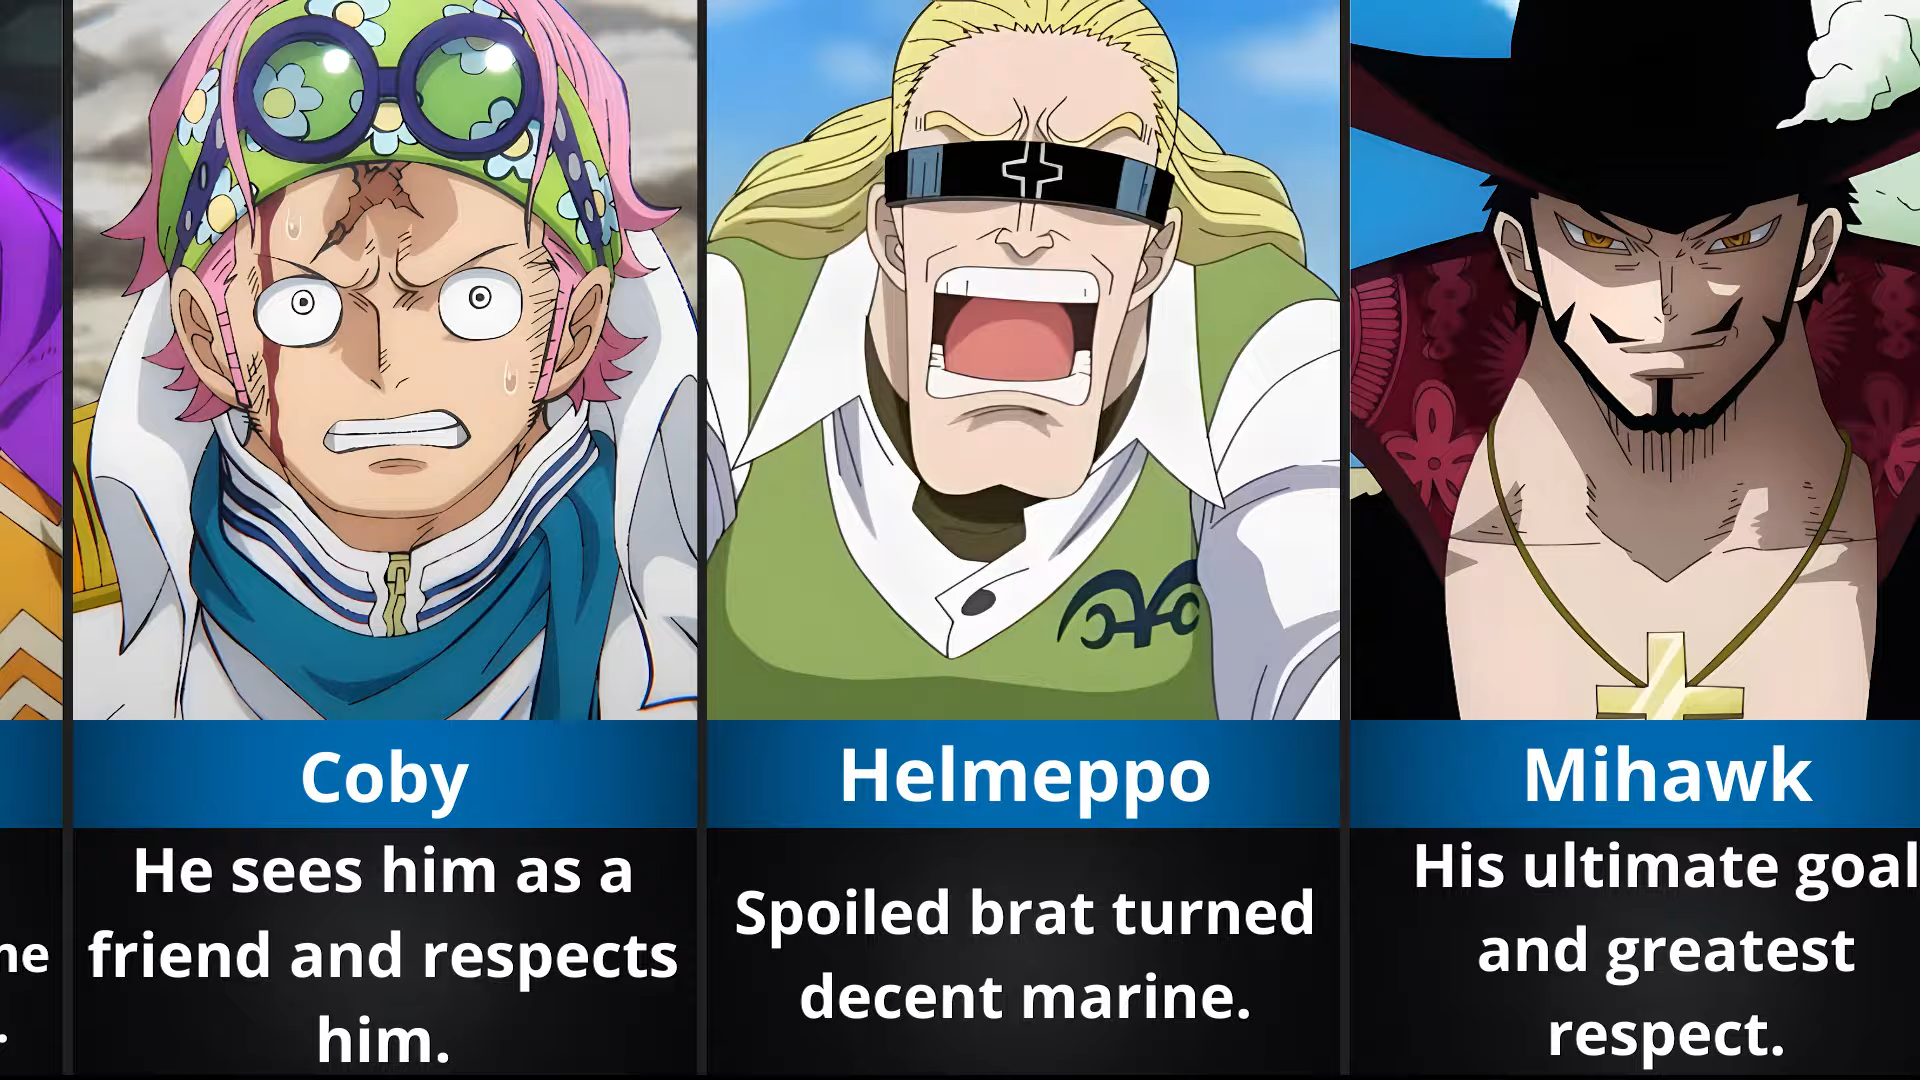 Coby
He sees him as a
friend and respects
him.
Helmeppo
Spoiled brat turned
decent marine.
Mihawk
His ultimate goal
and greatest
respect.